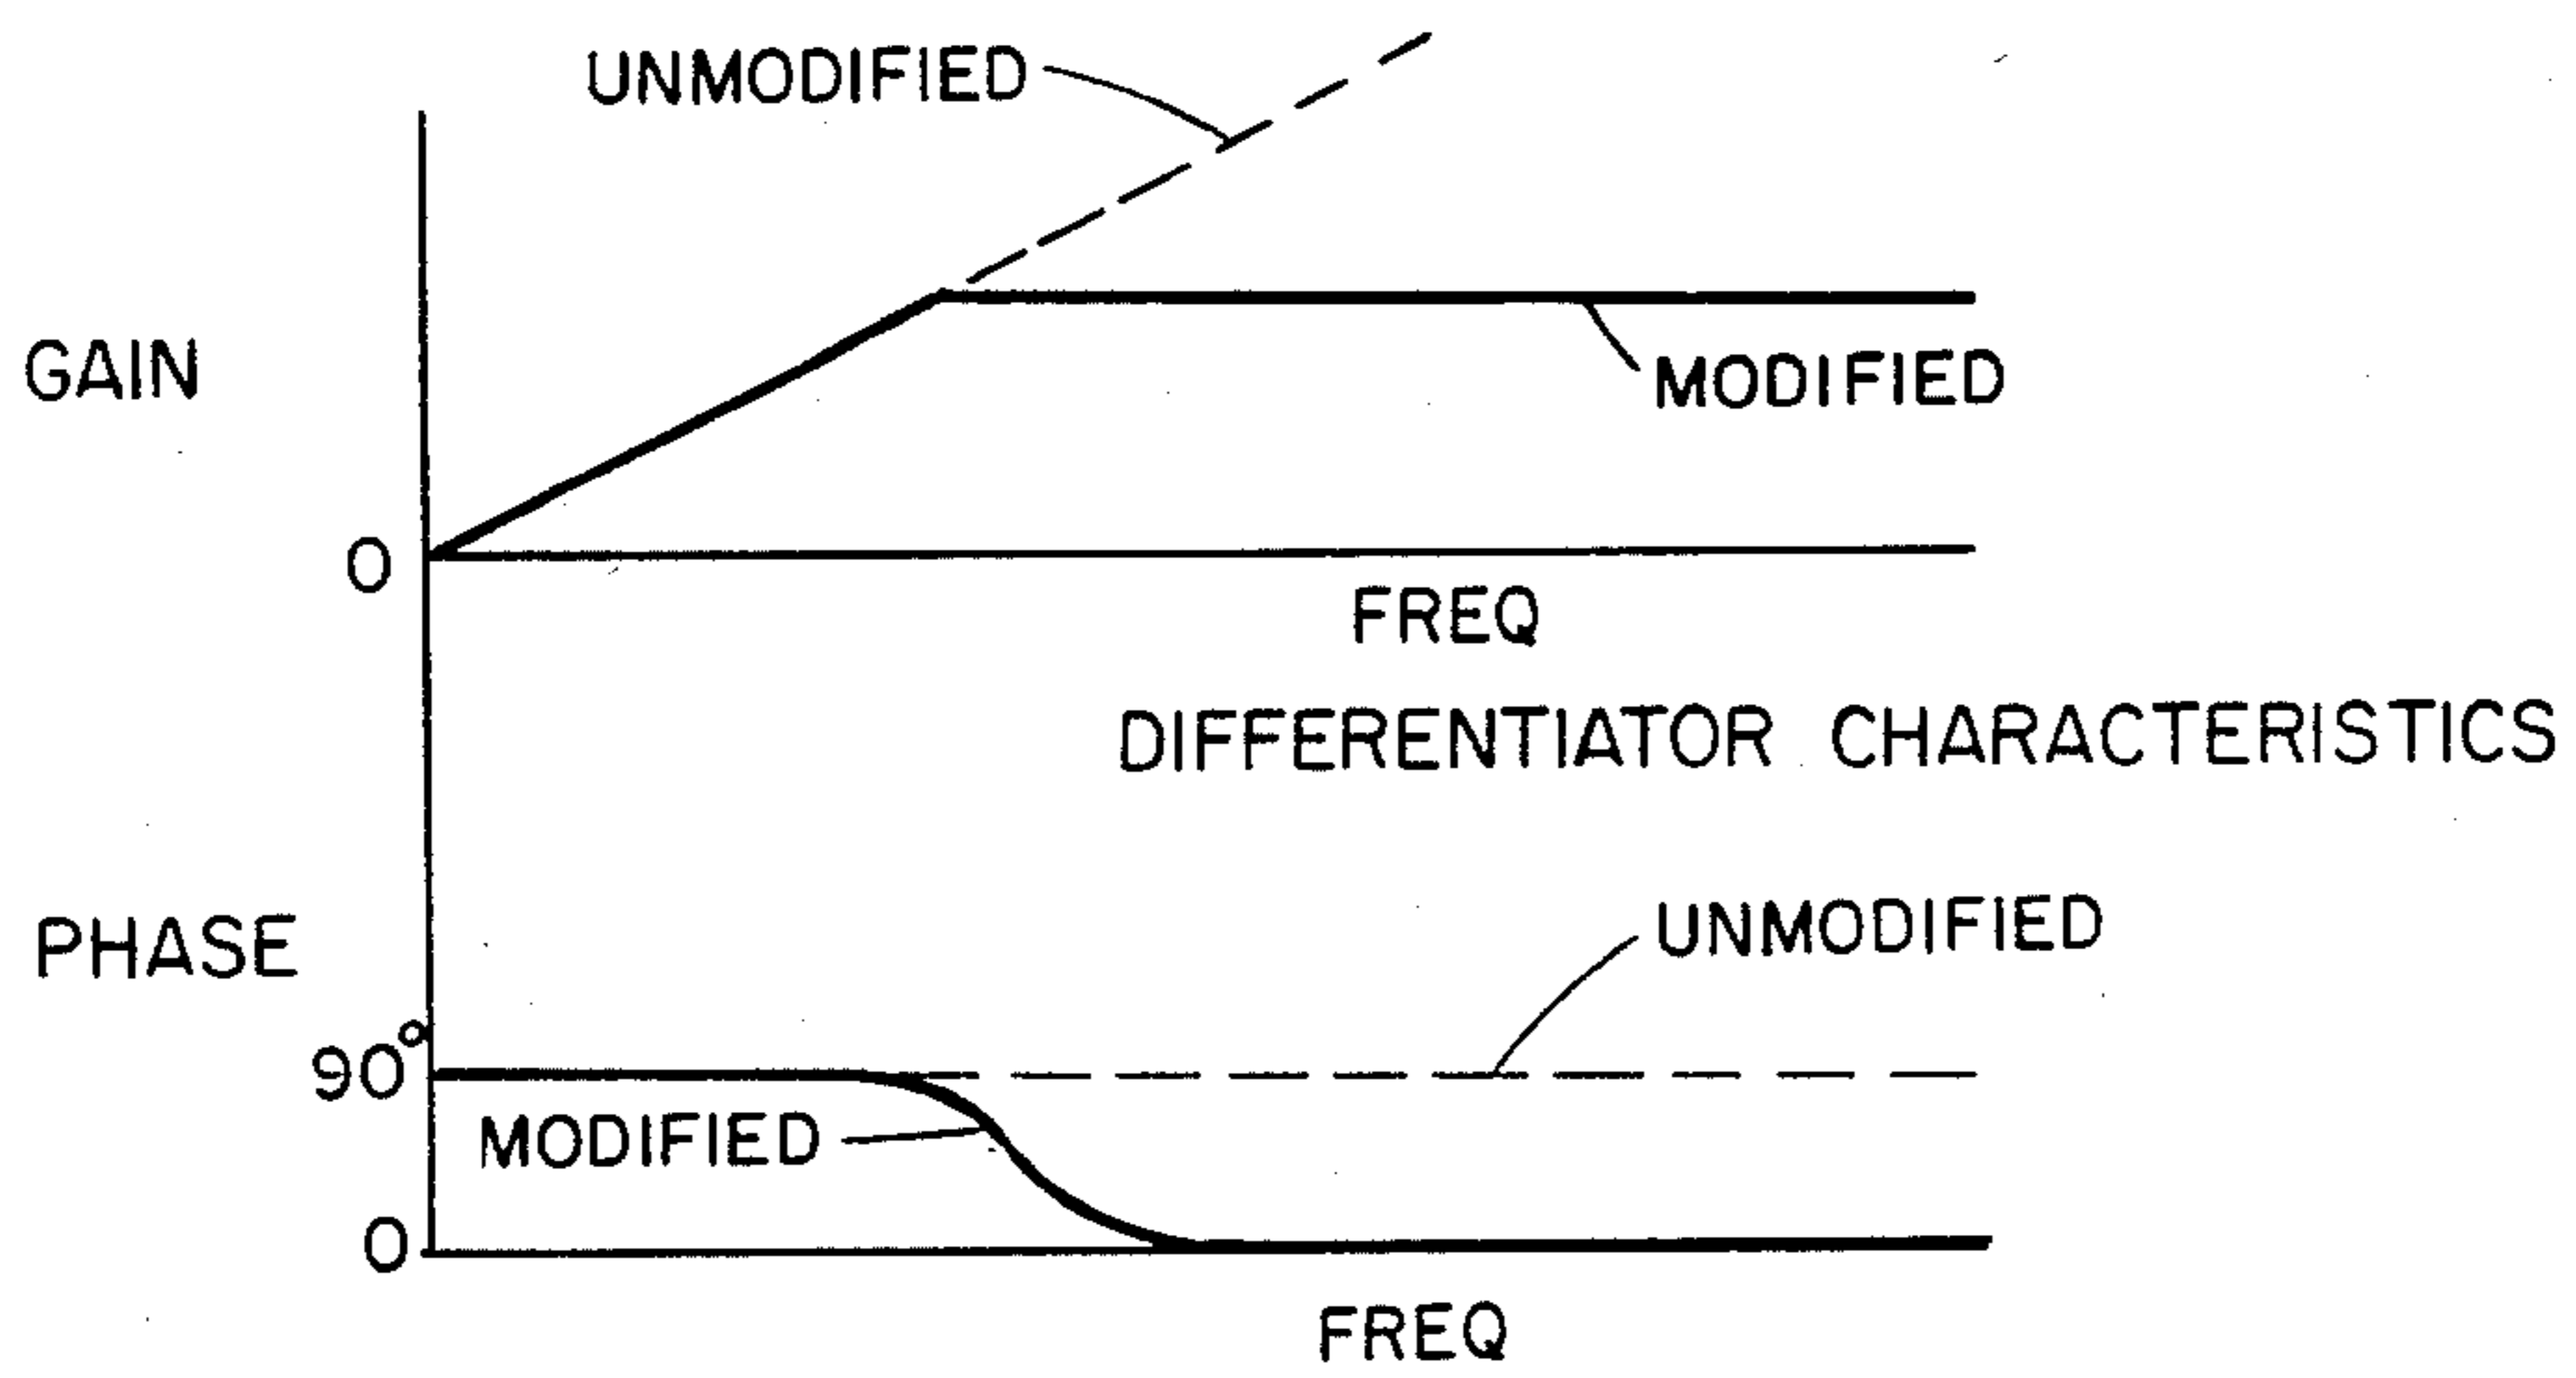 UNMODIFIED
GAIN
MODIFIED
0
FREQ
DIFFERENTIATOR CHARACTERISTICS
PHASE
UNMODIFIED
90°
MODIFIED
0
FREQ